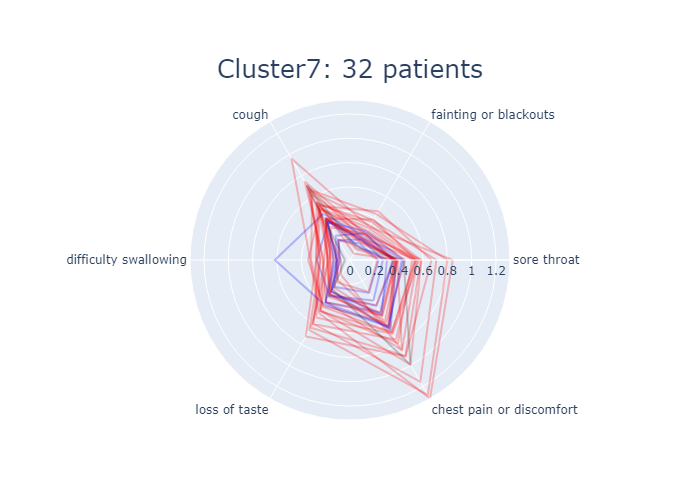 Cluster7: 32 patients
cough
fainting or blackouts
difficulty swallowing
sore throat
0 0.2 0.4 0.6 0.8 1 1.2
loss of taste
chest pain or discomfort